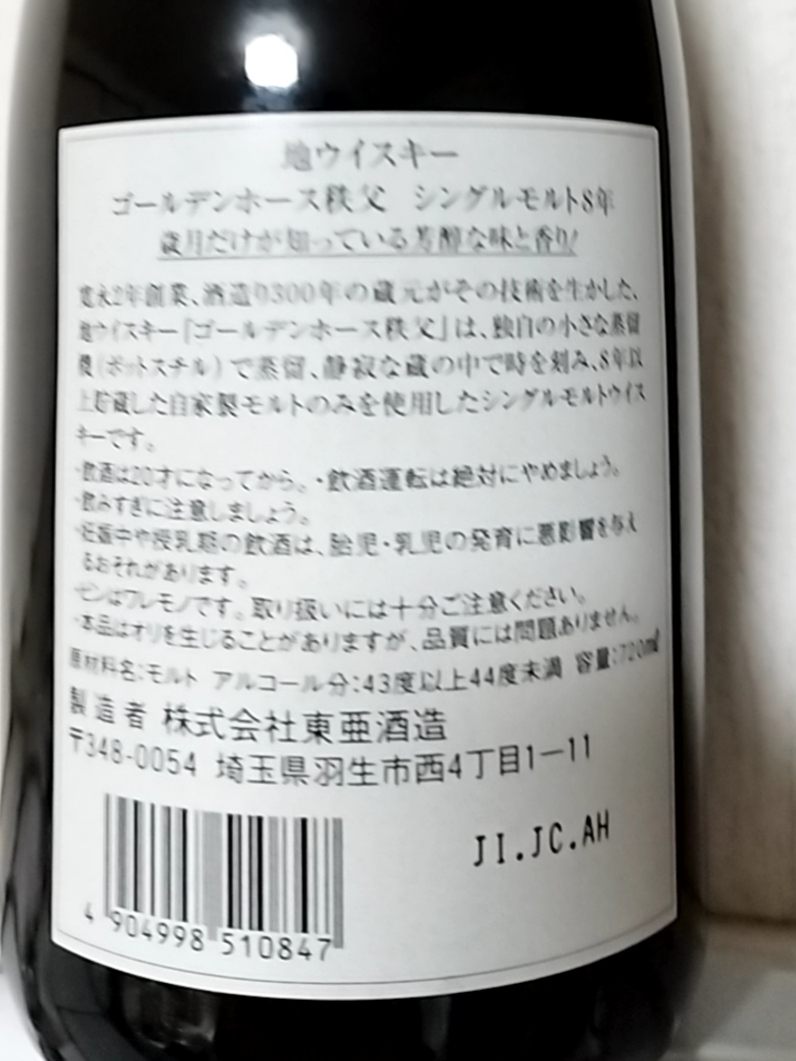 地ウイスキー
ゴールデンホース秩父 シングルモルト8年
歳月だけが知っている芳醇な味と香り!
寛永2年創業、酒造り300年の蔵元がその技術を生かした、
地ウイスキー「ゴールデンホース秩父」は、独自の小さな蒸留
機(ポットスチル)で蒸留、静寂な蔵の中で時を刻み、8年以
上貯蔵した自家製モルトのみを使用したシングルモルトウイス
キーです。
・飲酒は20才になってから。・飲酒運転は絶対にやめましょう。
・飲みすぎに注意しましょう。
・妊娠中や授乳期の飲酒は、胎児・乳児の発育に悪影響を与え
るおそれがあります。
・ビンはワレモノです。取り扱いには十分ご注意ください。
・本品はオリを生じることがありますが、品質には問題ありません。
原材料名:モルト アルコール分:43度以上44度未満 容量:720ml
製造者 株式会社東亜酒造
〒348-0054 埼玉県羽生市西4丁目1−11
JI.JC.AH
4 904998 510847